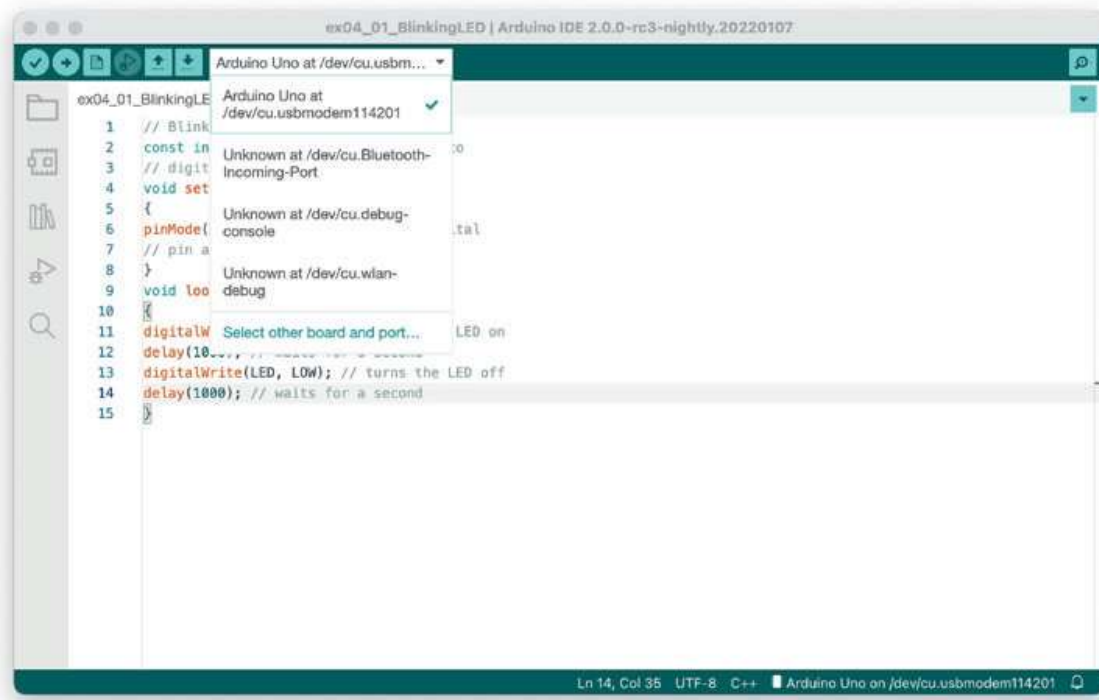 ex04_01_BlinkingLED | Arduino IDE 2.0.0-rc3-nightly.20220107
Arduino Uno at /dev/cu.usbm...
ex04_01_BlinkingLE
Arduino Uno at
/dev/cu.usbmodem114201
Unknown at /dev/cu.Bluetooth-
Incoming-Port
Unknown at /dev/cu.debug-
console
Unknown at /dev/cu.wlan-
debug
Select other board and port...
1 // Blink
2 const in
3 // digit
4 void set
5 {
6 pinMode( tal
7 // pin a
8 }
9 void loo
10 {
11 digitalW LED on
12 delay(10
13 digitalWrite(LED, LOW); // turns the LED off
14 delay(1000); // waits for a second
15 }
Ln 14, Col 35 UTF-8 C++ Arduino Uno on /dev/cu.usbmodem114201